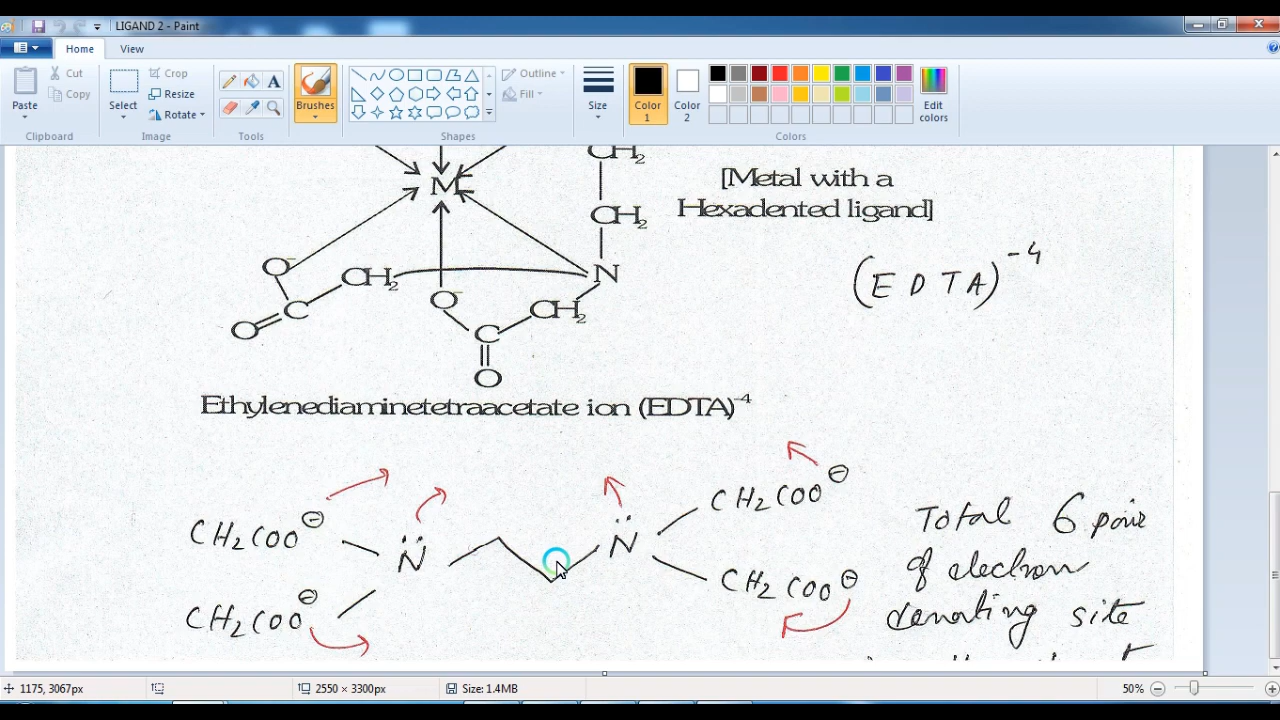 LIGAND 2 - Paint
Home View
Paste
Cut
Copy
Clipboard
Select
Crop
Resize
Rotate
Image
A
Tools
Brushes
Outline
Fill
Shapes
Size
Color 1
Color 2
Edit colors
Colors
CH2
M
CH2
[Metal with a
Hexadented ligand]
(EDTA)-4
O-
CH2
N
O-
CH2
C
O
C
O
Ethylenediaminetetraacetate ion (EDTA)-4
CH2COO⊖
N̈
CH2COO⊖
N̈
CH2COO⊖
CH2COO⊖
Total 6 pair
of electron
denating site
1175, 3067px
2550 × 3300px
Size: 1.4MB
50%